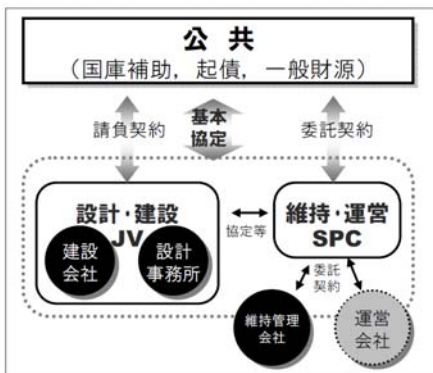 公共
（国庫補助，起債，一般財源）
請負契約
基本
協定
委託契約
設計・建設
JV
建設
会社
設計
事務所
協定等
維持・運営
SPC
委託
契約
維持管理
会社
運営
会社